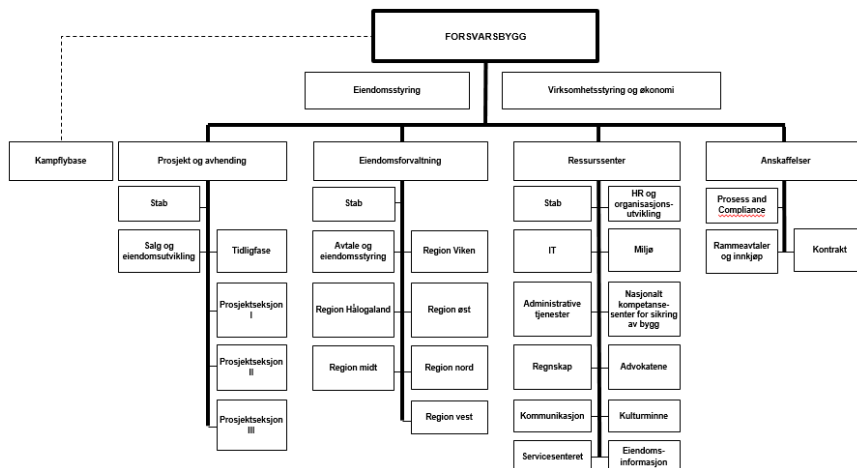 FORSVARSBYGG
Eiendomsstyring
Virksomhetsstyring og økonomi
Kampflybase
Prosjekt og avhending
Eiendomsforvaltning
Ressurssenter
Anskaffelser
Stab
Salg og
eiendomsutvikling
Tidligfase
Prosjektseksjon
I
Prosjektseksjon
II
Prosjektseksjon
III
Stab
Avtale og
eiendomsstyring
Region Viken
Region Hålogaland
Region øst
Region midt
Region nord
Region vest
Stab
HR og
organisasjons-
utvikling
IT
Miljø
Administrative
tjenester
Nasjonalt
kompetanse-
senter for sikring
av bygg
Regnskap
Advokatene
Kommunikasjon
Kulturminne
Servicesenteret
Eiendoms-
informasjon
Prosess and
Compliance
Rammeavtaler
og innkjøp
Kontrakt